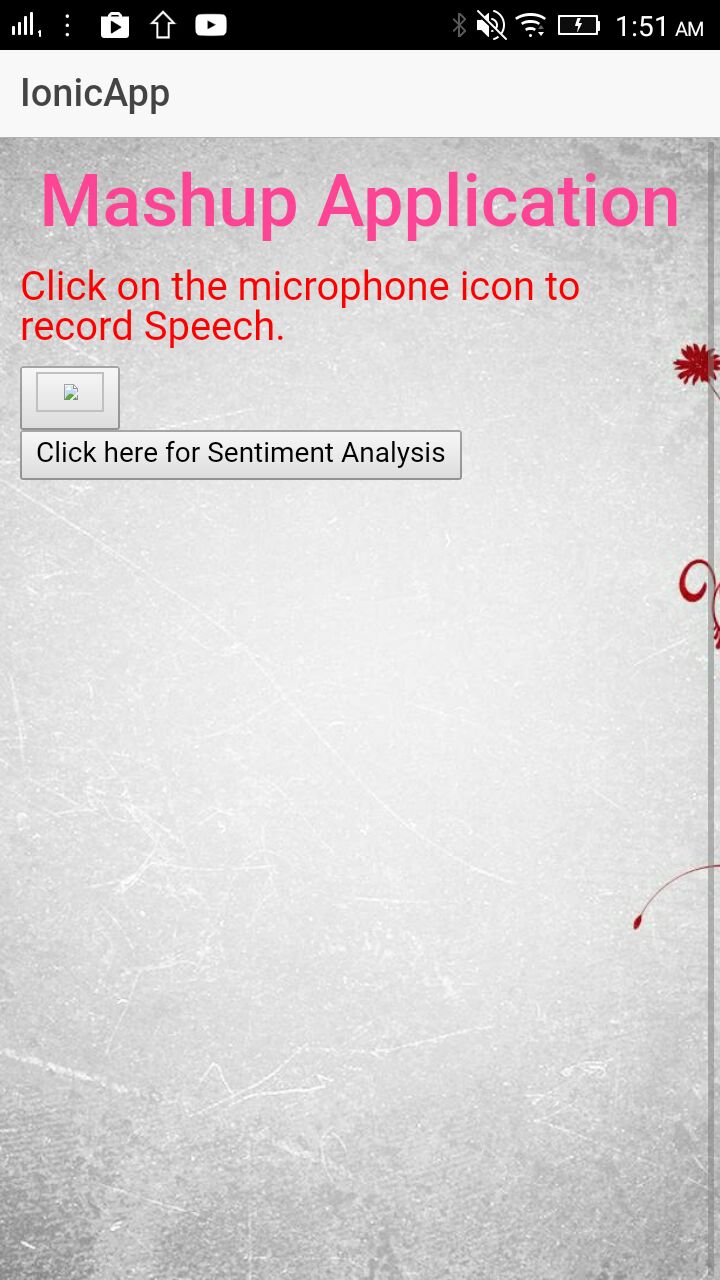 1:51 AM
IonicApp
Mashup Application
Click on the microphone icon to
record Speech.
Click here for Sentiment Analysis